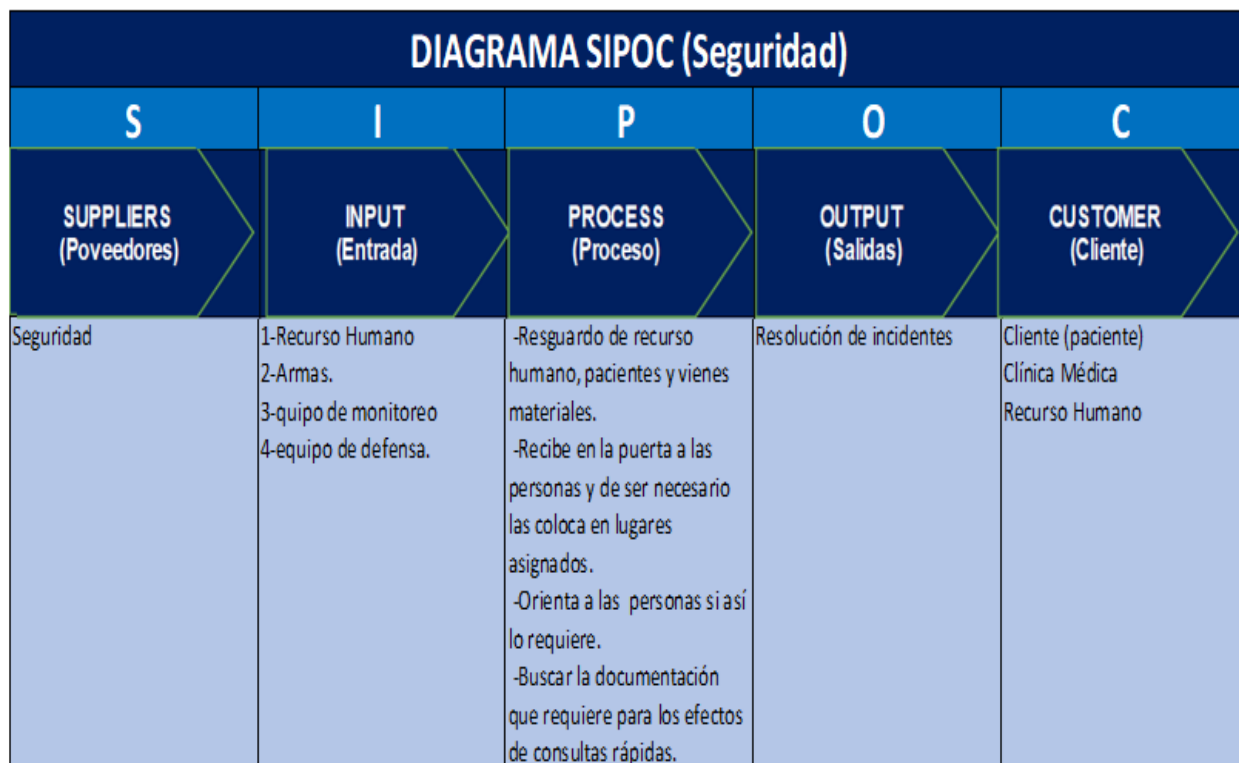 DIAGRAMA SIPOC (Seguridad)
S
I
P
O
C
SUPPLIERS
(Poveedores)
INPUT
(Entrada)
PROCESS
(Proceso)
OUTPUT
(Salidas)
CUSTOMER
(Cliente)
Seguridad
1-Recurso Humano
2-Armas.
3-quipo de monitoreo
4-equipo de defensa.
-Resguardo de recurso
humano, pacientes y vienes
materiales.
-Recibe en la puerta a las
personas y de ser necesario
las coloca en lugares
asignados.
-Orienta a las personas si así
lo requiere.
-Buscar la documentación
que requiere para los efectos
de consultas rápidas.
Resolución de incidentes
Cliente (paciente)
Clínica Médica
Recurso Humano